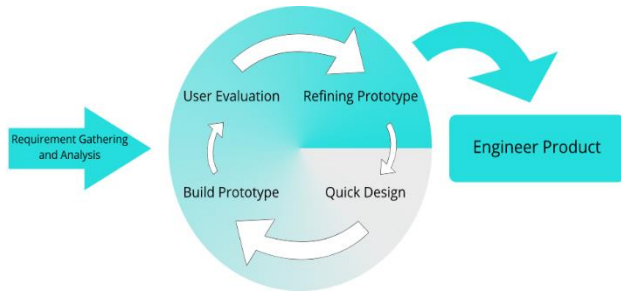 Requirement Gathering
and Analysis
User Evaluation
Refining Prototype
Build Prototype
Quick Design
Engineer Product